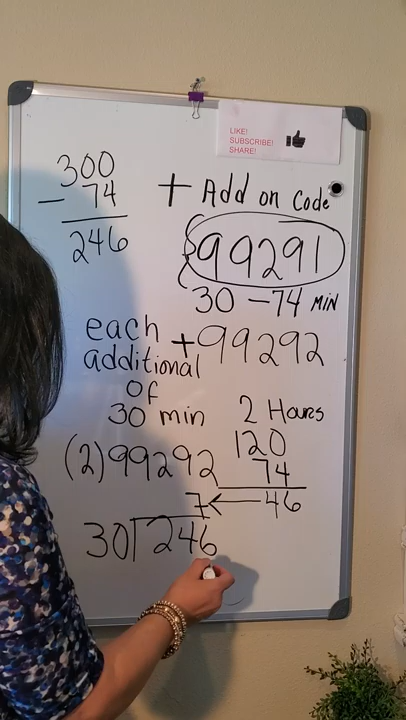 LIKE!
SUBSCRIBE!
SHARE!
300
- 74
246
+ Add on Code
99291
30 - 74 MIN
each
additional
of
30 min
+99292
2 Hours
120
74
46
(2)99292
7 ←
30 246